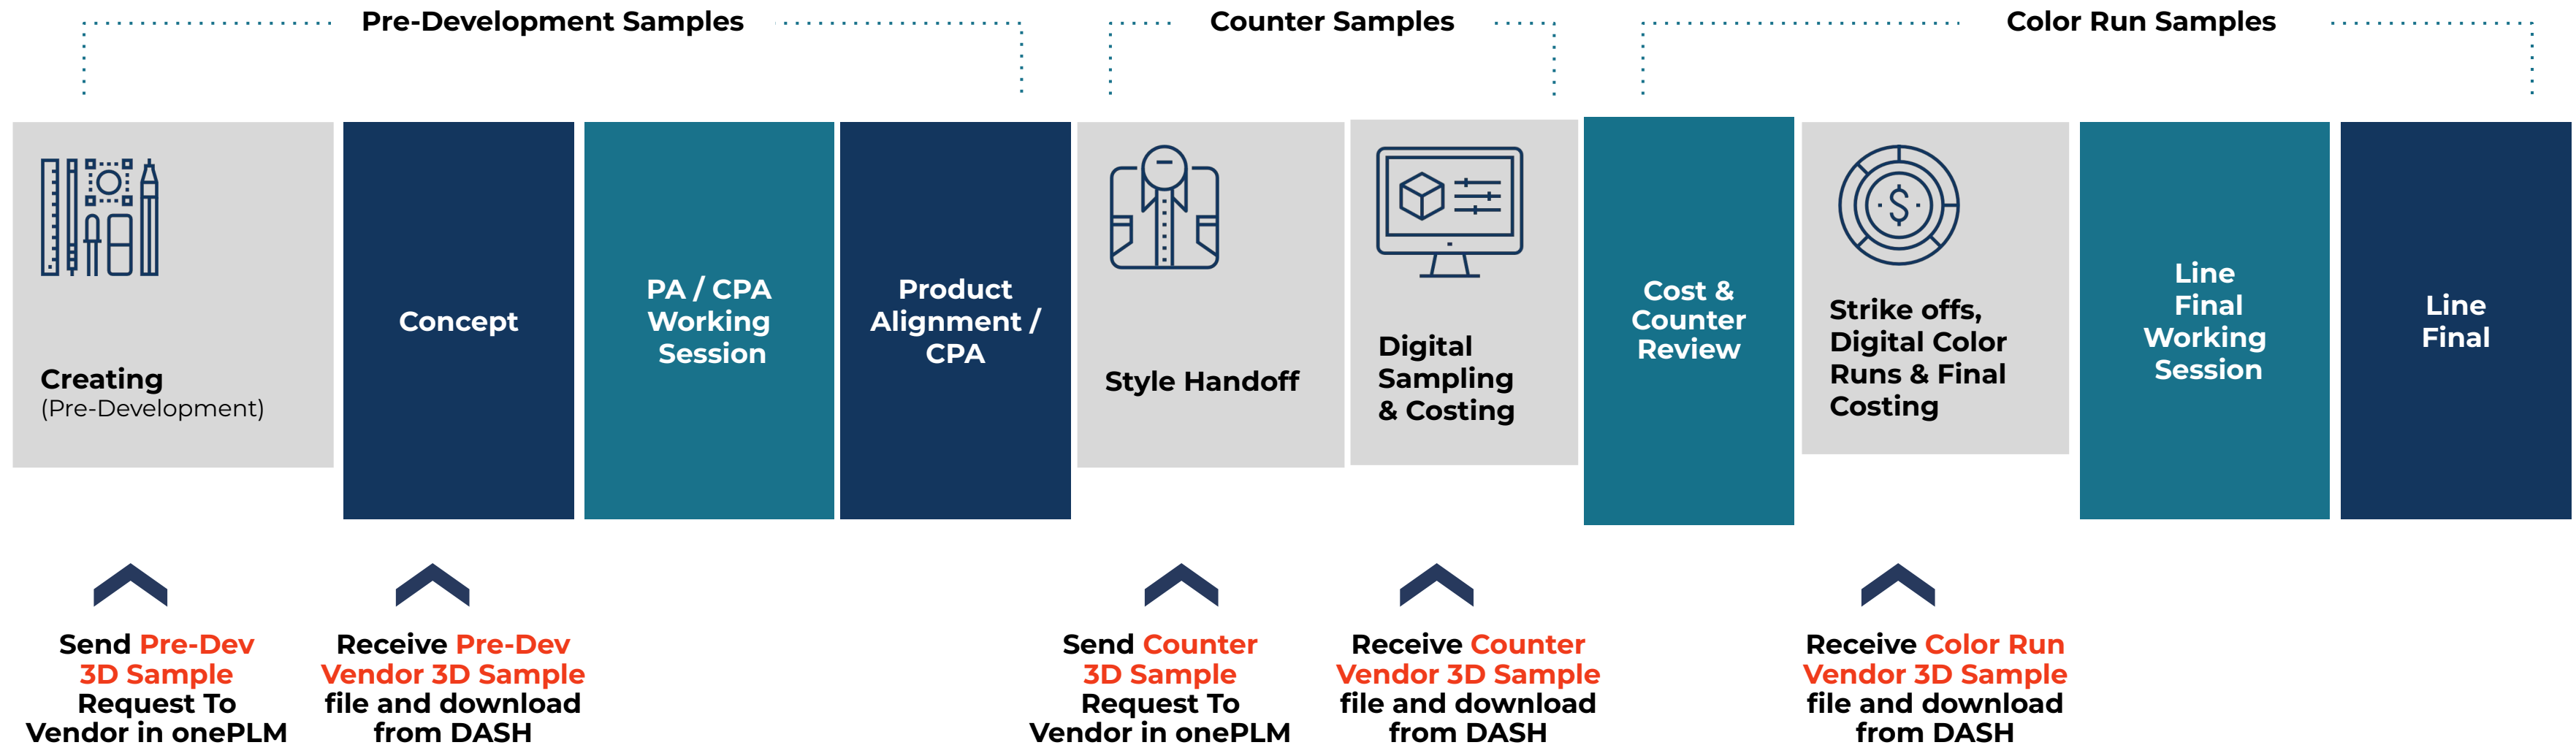 Pre-Development Samples
Counter Samples
Color Run Samples
Creating
(Pre-Development)
Concept
PA / CPA
Working
Session
Product
Alignment /
CPA
Style Handoff
Digital
Sampling
& Costing
Cost &
Counter
Review
$
Strike offs,
Digital Color
Runs & Final
Costing
Line
Final
Working
Session
Line
Final
Send Pre-Dev
3D Sample
Request To
Vendor in onePLM
Receive Pre-Dev
Vendor 3D Sample
file and download
from DASH
Send Counter
3D Sample
Request To
Vendor in onePLM
Receive Counter
Vendor 3D Sample
file and download
from DASH
Receive Color Run
Vendor 3D Sample
file and download
from DASH